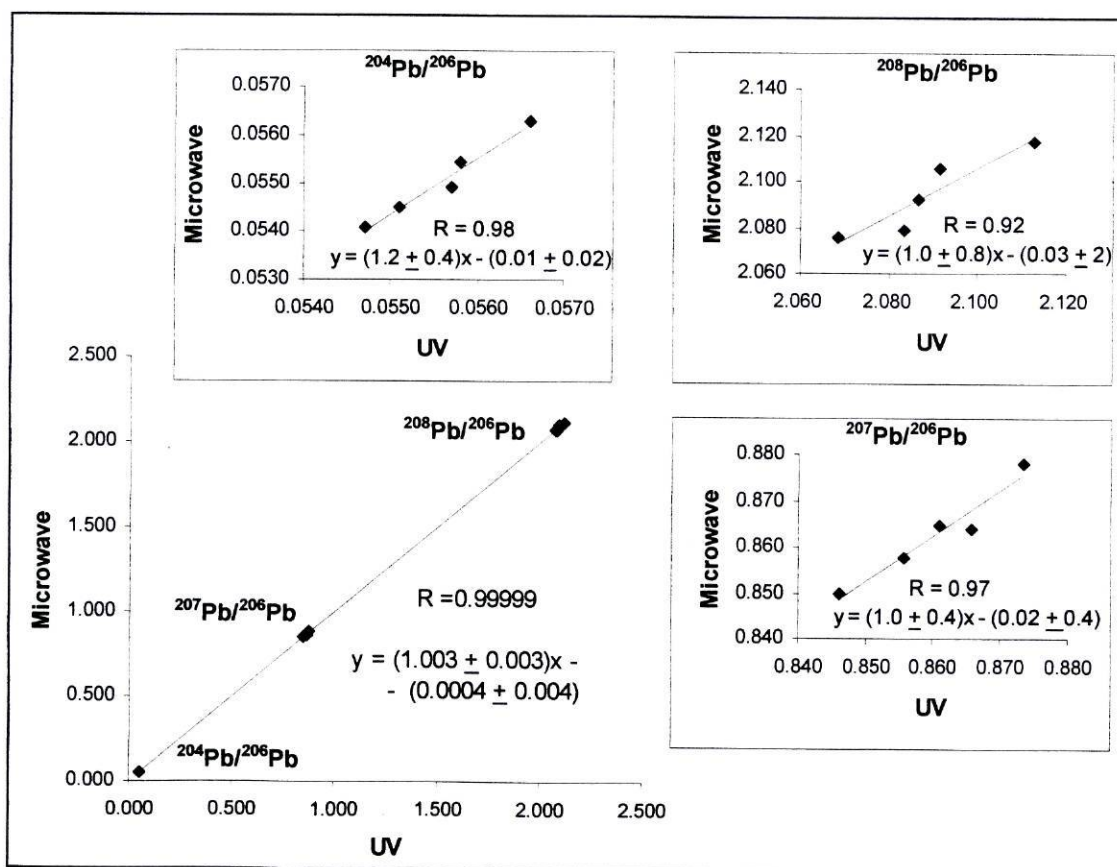 ²⁰⁴Pb/²⁰⁶Pb
0.0570
0.0560
0.0550
0.0540
0.0530
Microwave
R = 0.98
y = (1.2 ± 0.4)x - (0.01 ± 0.02)
0.0540 0.0550 0.0560 0.0570
UV
²⁰⁸Pb/²⁰⁶Pb
2.140
2.120
2.100
2.080
2.060
Microwave
R = 0.92
y = (1.0 ± 0.8)x - (0.03 ± 2)
2.060 2.080 2.100 2.120
UV
2.500
2.000
1.500
1.000
0.500
0.000
Microwave
²⁰⁸Pb/²⁰⁶Pb
²⁰⁷Pb/²⁰⁶Pb
R =0.99999
y = (1.003 ± 0.003)x -
- (0.0004 ± 0.004)
²⁰⁴Pb/²⁰⁶Pb
0.000 0.500 1.000 1.500 2.000 2.500
UV
²⁰⁷Pb/²⁰⁶Pb
0.880
0.870
0.860
0.850
0.840
Microwave
R = 0.97
y = (1.0 ± 0.4)x - (0.02 ± 0.4)
0.840 0.850 0.860 0.870 0.880
UV